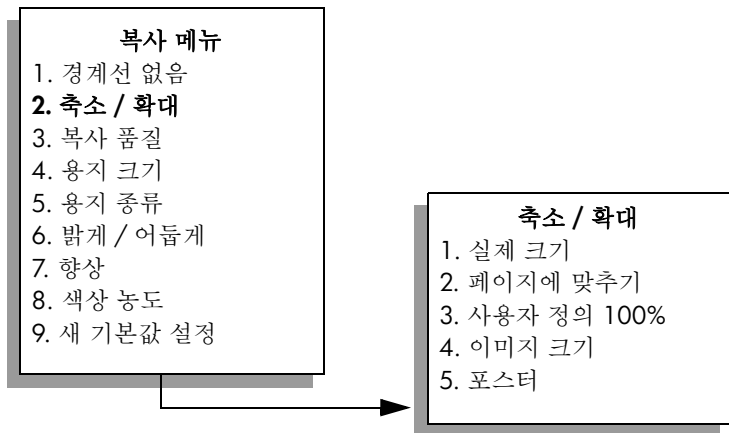 복사 메뉴
1. 경계선 없음
2. 축소 / 확대
3. 복사 품질
4. 용지 크기
5. 용지 종류
6. 밝게 / 어둡게
7. 향상
8. 색상 농도
9. 새 기본값 설정
축소 / 확대
1. 실제 크기
2. 페이지에 맞추기
3. 사용자 정의 100%
4. 이미지 크기
5. 포스터